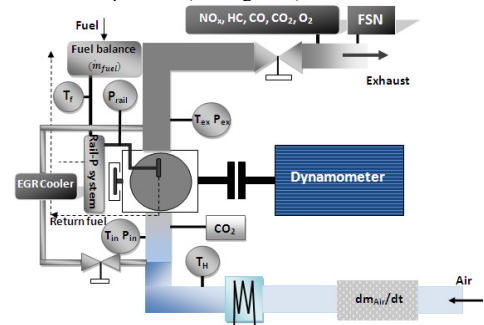 Fuel
NOx, HC, CO, CO2, O2
FSN
Fuel balance
(ṁfuel)
Exhaust
Tf
Prail
Tex Pex
Rail-P system
EGR Cooler
Dynamometer
Return fuel
Tin Pin
CO2
TH
Air
dmAir/dt